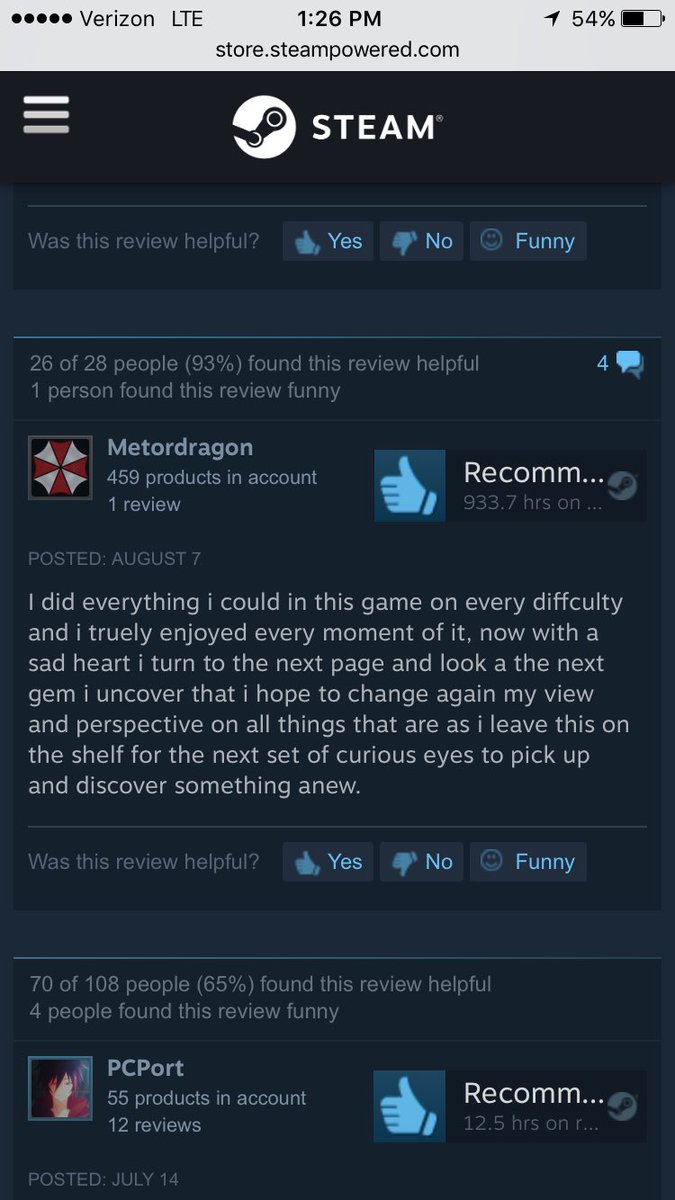 Verizon LTE 1:26 PM 54%
store.steampowered.com
STEAM®
Was this review helpful? Yes No Funny
26 of 28 people (93%) found this review helpful 4
1 person found this review funny
Metordragon
459 products in account
1 review
Recomm...
933.7 hrs on ...
POSTED: AUGUST 7
I did everything i could in this game on every diffculty
and i truely enjoyed every moment of it, now with a
sad heart i turn to the next page and look a the next
gem i uncover that i hope to change again my view
and perspective on all things that are as i leave this on
the shelf for the next set of curious eyes to pick up
and discover something anew.
Was this review helpful? Yes No Funny
70 of 108 people (65%) found this review helpful
4 people found this review funny
PCPort
55 products in account
12 reviews
Recomm...
12.5 hrs on r...
POSTED: JULY 14